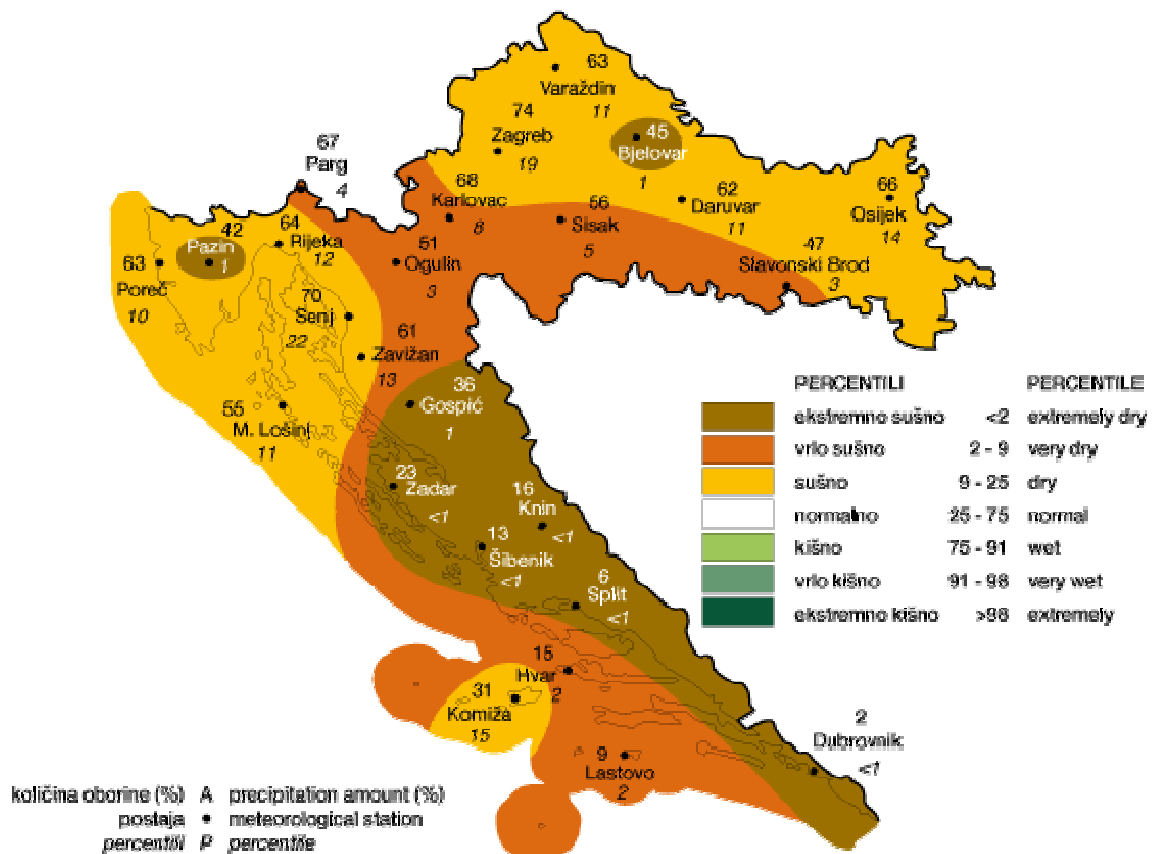 63
Varaždin
11
74
Zagreb
19
45
Bjelovar
1
67
Parg
4
68
Karlovac
8
56
Sisak
5
62
Daruvar
11
66
Osijek
14
42
Pazin
1
64
Rijeka
12
63
Poreč
10
51
Ogulin
3
47
Slavonski Brod
3
70
Senj
22
61
Zavižan
13
36
Gospić
1
55
M. Lošinj
11
23
Zadar
<1
16
Knin
<1
13
Šibenik
<1
6
Split
<1
15
Hvar
2
31
Komiža
15
9
Lastovo
2
2
Dubrovnik
<1
PERCENTILI PERCENTILE
ekstremno sušno <2 extremely dry
vrlo sušno 2 - 9 very dry
sušno 9 - 25 dry
normalno 25 - 75 normal
kišno 75 - 91 wet
vrlo kišno 91 - 98 very wet
ekstremno kišno >98 extremely
količina oborine (%) A precipitation amount (%)
postaja • meteorological station
percentili P percentile